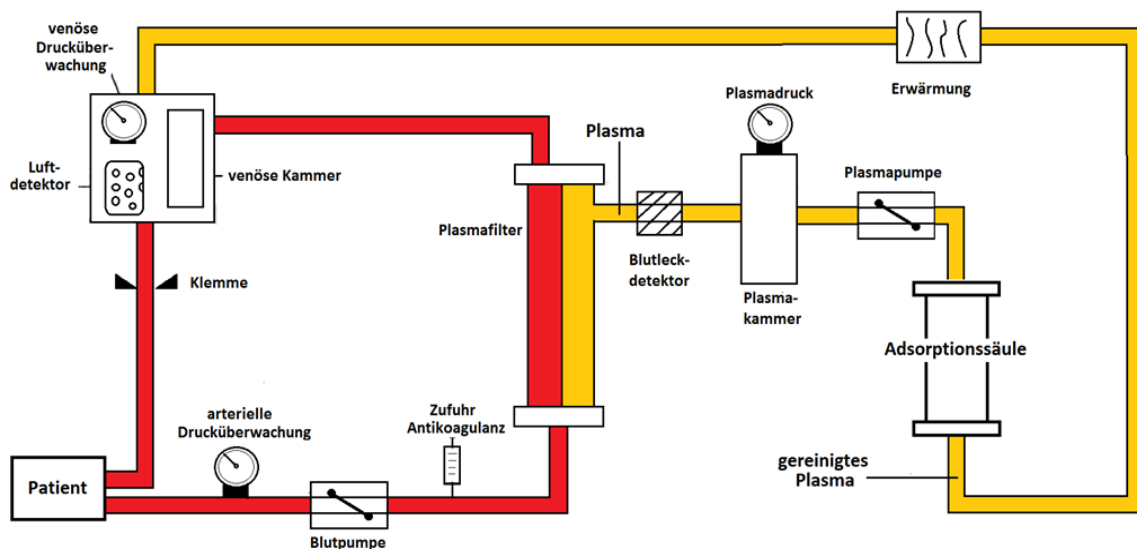 venöse
Drucküber-
wachung
Luft-
detektor
venöse Kammer
Klemme
Patient
arterielle
Drucküberwachung
Blutpumpe
Zufuhr
Antikoagulanz
Plasmafilter
Plasma
Blutleck-
detektor
Plasmadruck
Plasma-
kammer
Plasmapumpe
Erwärmung
Adsorptionssäule
gereinigtes
Plasma